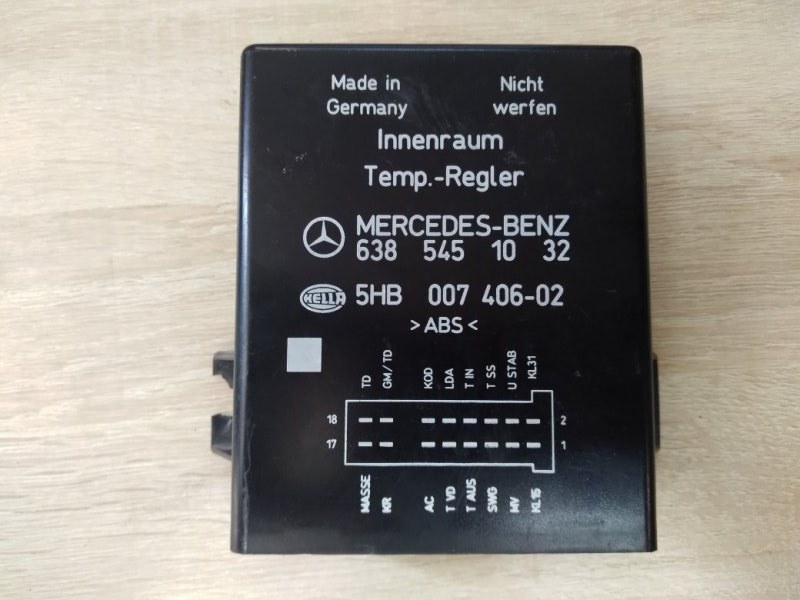 Made in Nicht
Germany werfen
Innenraum
Temp.-Regler
MERCEDES-BENZ
638 545 10 32
HELLA 5HB 007 406-02
>ABS<
TD GM/TD KOD LDA T IN T SS U STAB KL31
18 2
17 1
MASSE KR AC T VD T AUS SWG MV KL15